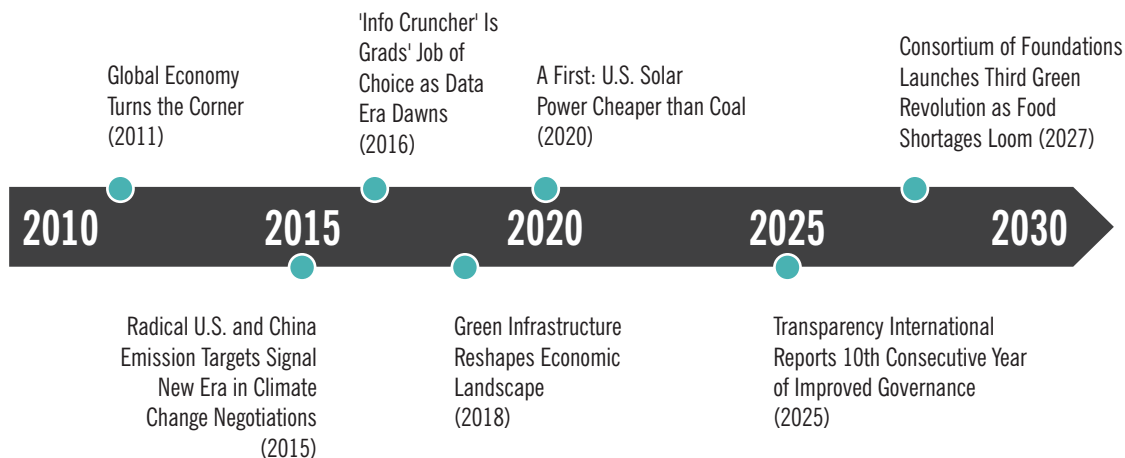 Global Economy
Turns the Corner
(2011)
'Info Cruncher' Is
Grads' Job of
Choice as Data
Era Dawns
(2016)
A First: U.S. Solar
Power Cheaper than Coal
(2020)
Consortium of Foundations
Launches Third Green
Revolution as Food
Shortages Loom (2027)
2010 2015 2020 2025 2030
Radical U.S. and China
Emission Targets Signal
New Era in Climate
Change Negotiations
(2015)
Green Infrastructure
Reshapes Economic
Landscape
(2018)
Transparency International
Reports 10th Consecutive Year
of Improved Governance
(2025)